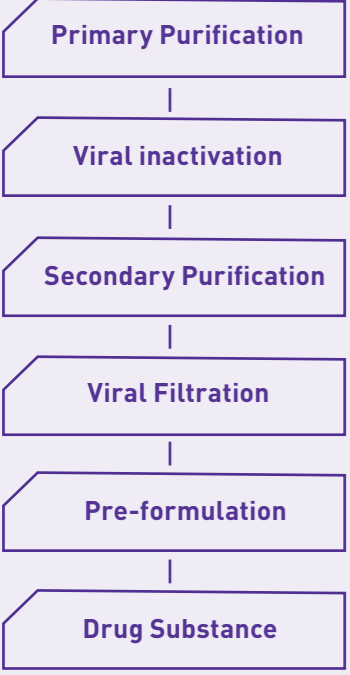 Primary Purification
Viral inactivation
Secondary Purification
Viral Filtration
Pre-formulation
Drug Substance